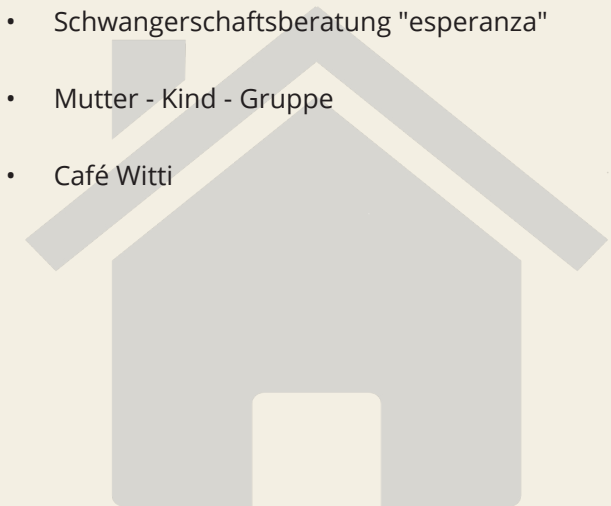 • Schwangerschaftsberatung "esperanza"
• Mutter - Kind - Gruppe
• Café Witti